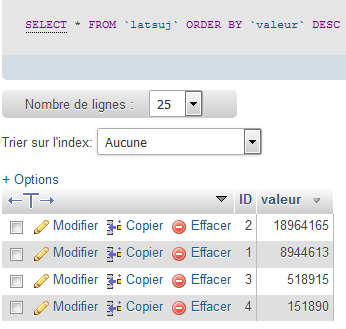 SELECT * FROM `latsuj` ORDER BY `valeur` DESC
Nombre de lignes : 25
Trier sur l'index: Aucune
+ Options
←T→ ID valeur
Modifier Copier Effacer 2 18964165
Modifier Copier Effacer 1 8944613
Modifier Copier Effacer 3 518915
Modifier Copier Effacer 4 151890